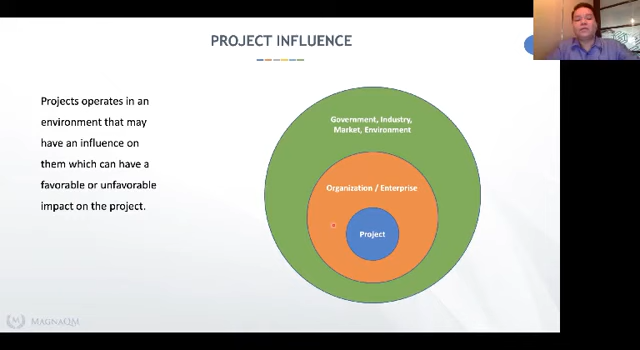 PROJECT INFLUENCE
Projects operates in an
environment that may
have an influence on
them which can have a
favorable or unfavorable
impact on the project.
Government, Industry,
Market, Environment
Organization / Enterprise
Project
MAGNAQM